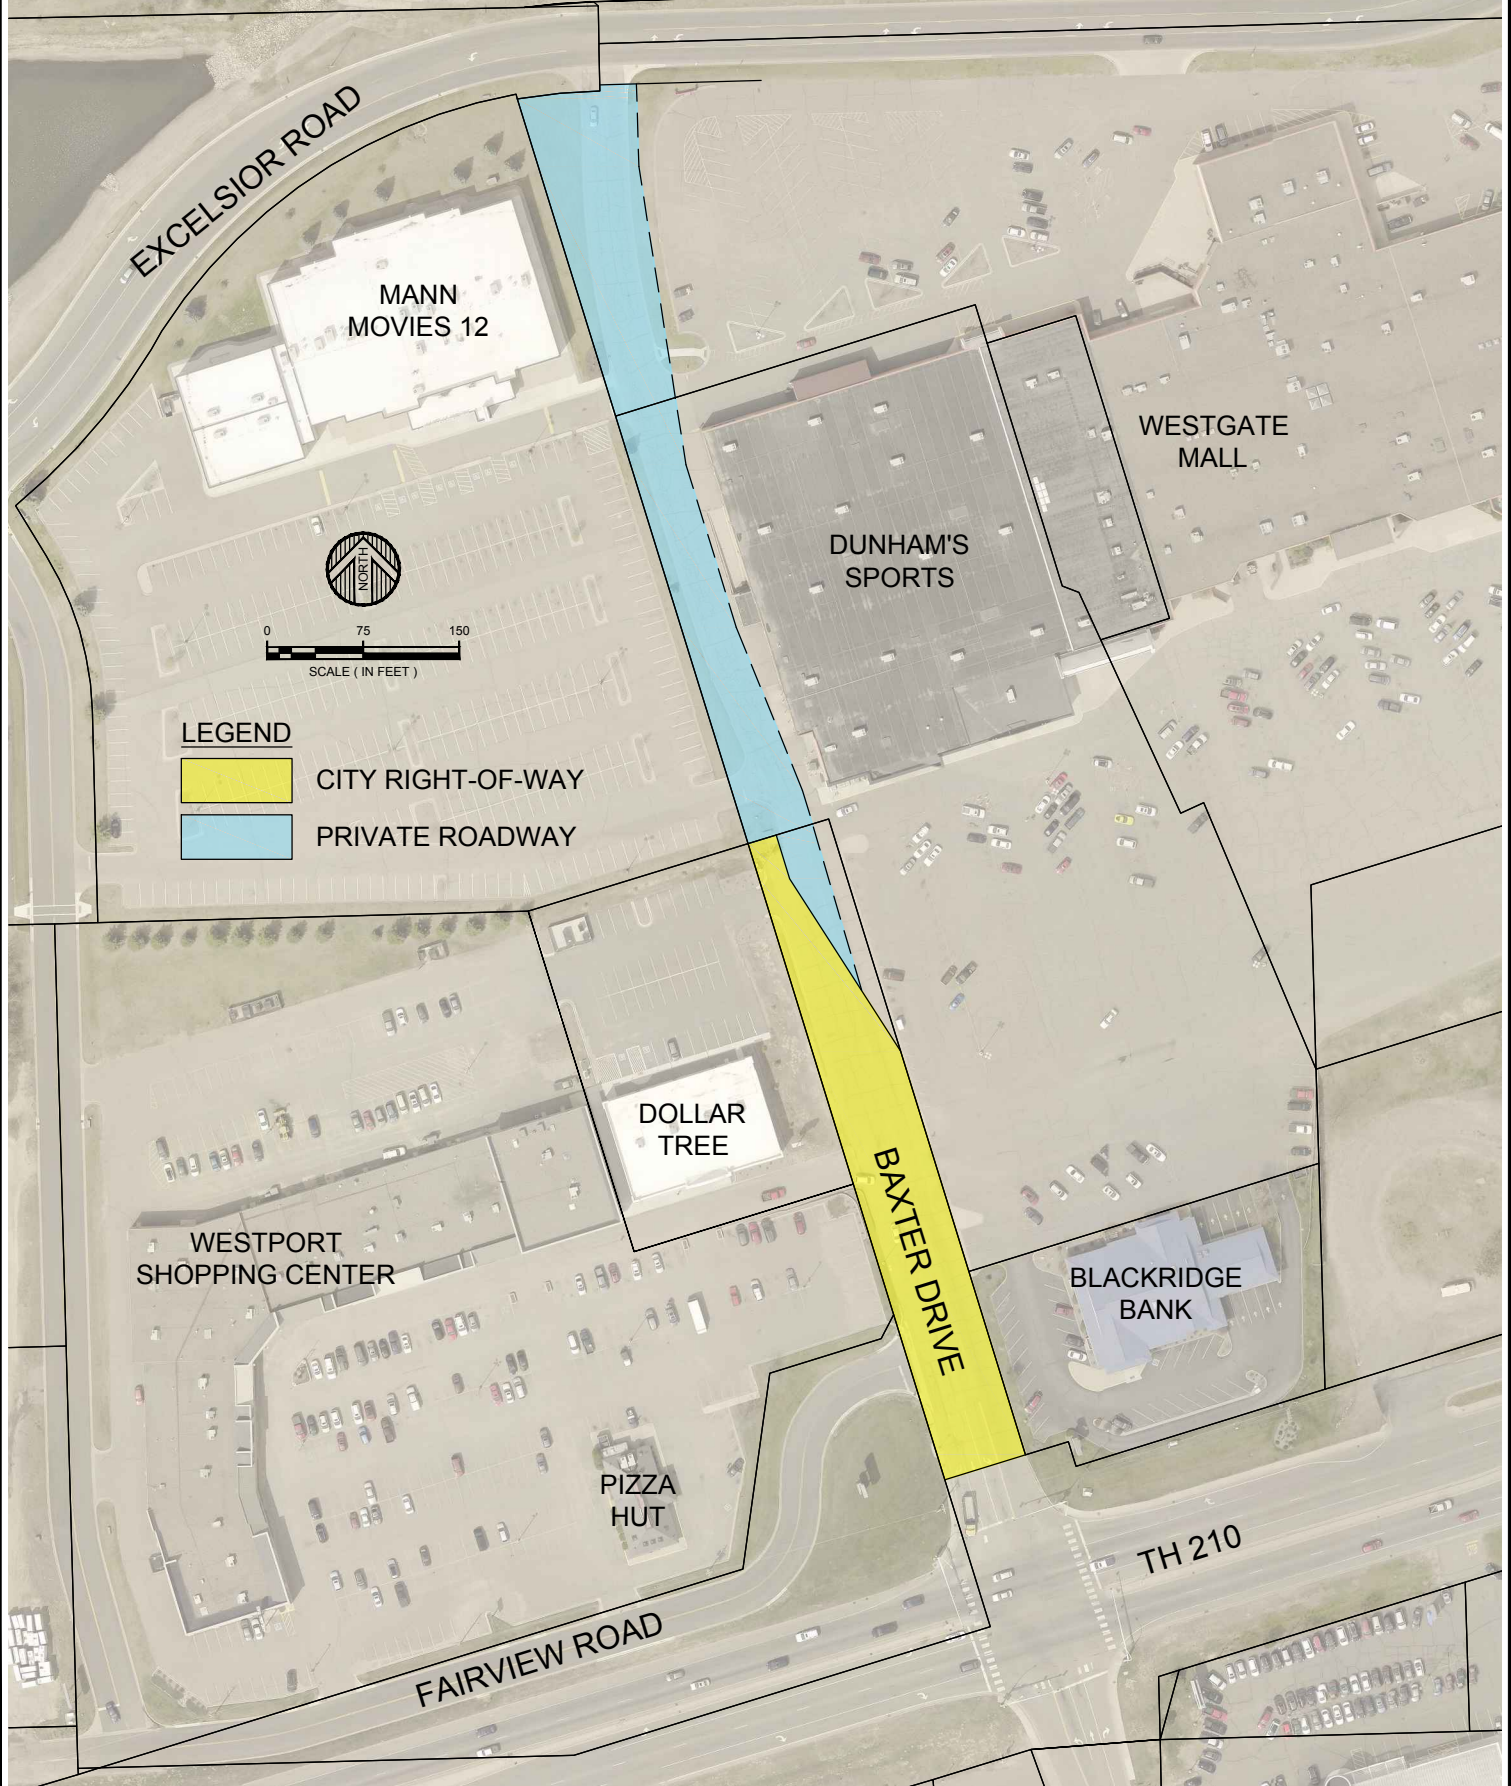 EXCELSIOR ROAD
MANN
MOVIES 12
WESTGATE
MALL
DUNHAM'S
SPORTS
NORTH
0 75 150
SCALE ( IN FEET )
LEGEND
CITY RIGHT-OF-WAY
PRIVATE ROADWAY
DOLLAR
TREE
BAXTER DRIVE
WESTPORT
SHOPPING CENTER
BLACKRIDGE
BANK
PIZZA
HUT
TH 210
FAIRVIEW ROAD